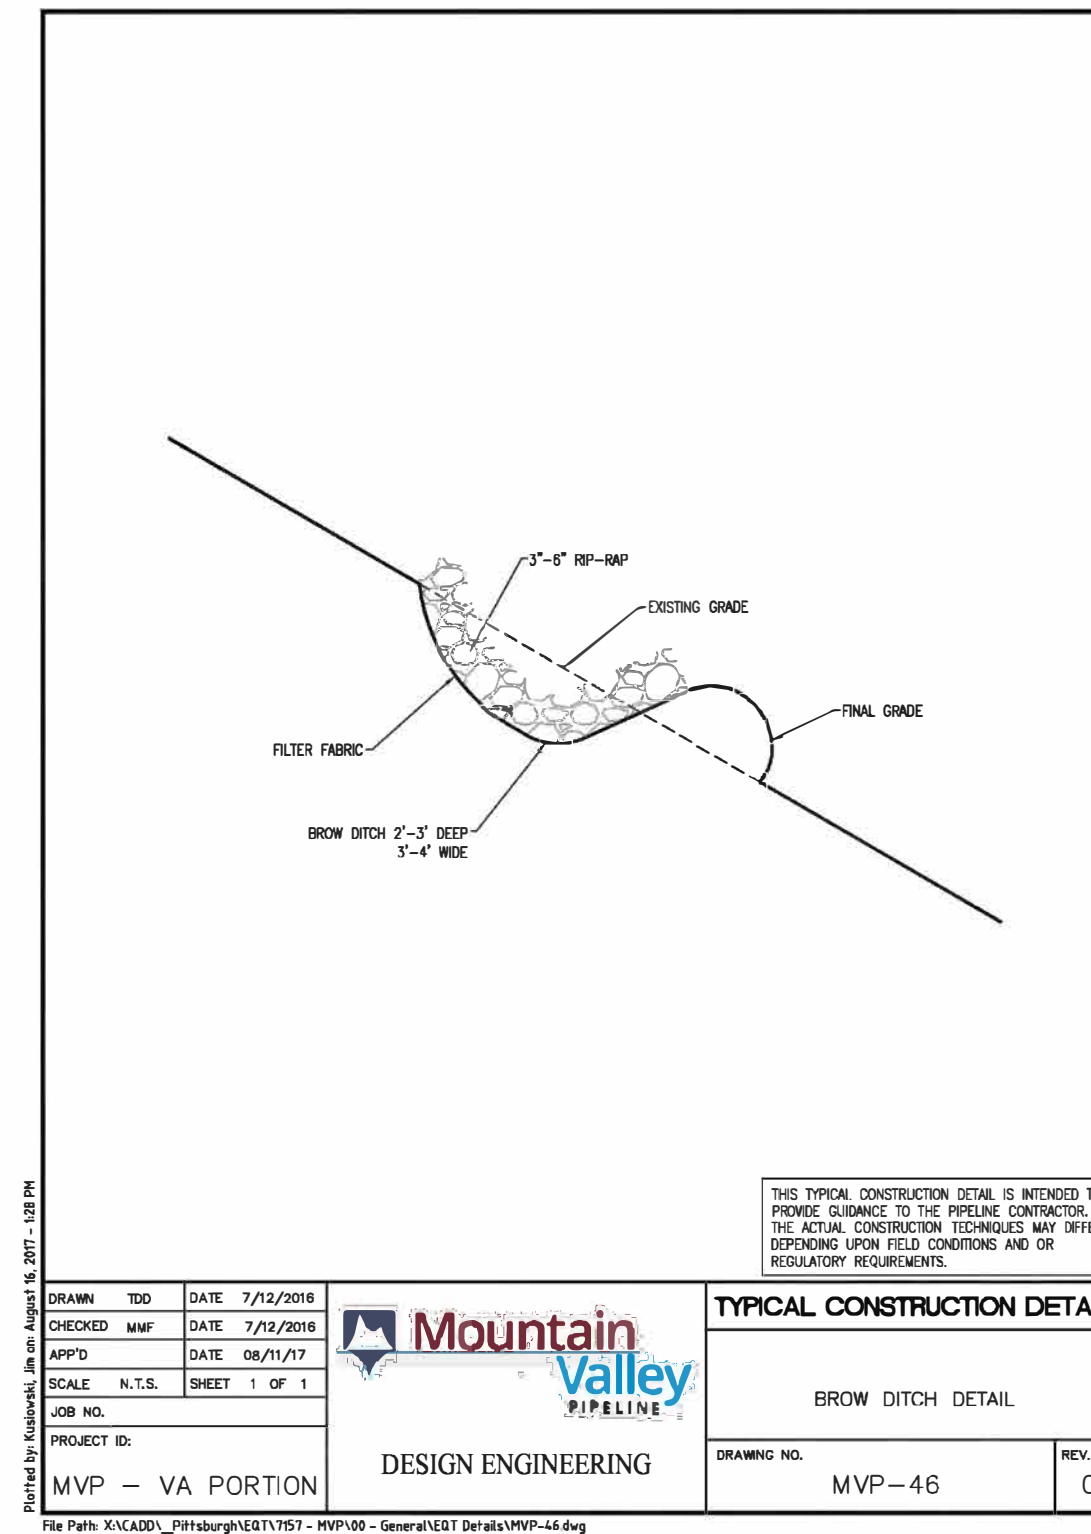 3"-6" RIP-RAP
EXISTING GRADE
FINAL GRADE
FILTER FABRIC
BROW DITCH 2'-3' DEEP
3'-4' WIDE
THIS TYPICAL CONSTRUCTION DETAIL IS INTENDED
PROVIDE GUIDANCE TO THE PIPELINE CONTRACTOR.
THE ACTUAL CONSTRUCTION TECHNIQUES MAY DIFFE
DEPENDING UPON FIELD CONDITIONS AND OR
REGULATORY REQUIREMENTS.
DRAWN TDD DATE 7/12/2016
CHECKED MMF DATE 7/12/2016
APP'D DATE 08/11/17
SCALE N.T.S. SHEET 1 OF 1
JOB NO.
PROJECT ID:
MVP - VA PORTION
Mountain
Valley
PIPELINE
DESIGN ENGINEERING
TYPICAL CONSTRUCTION DETA
BROW DITCH DETAIL
DRAWING NO.
MVP-46
REV.
Plotted by: Kusiowski, Jim on: August 16, 2017 - 1:28 PM
File Path: X:\CADD\_Pittsburgh\EQT\7157 - MVP\00 - General\EQT Details\MVP-46.dwg